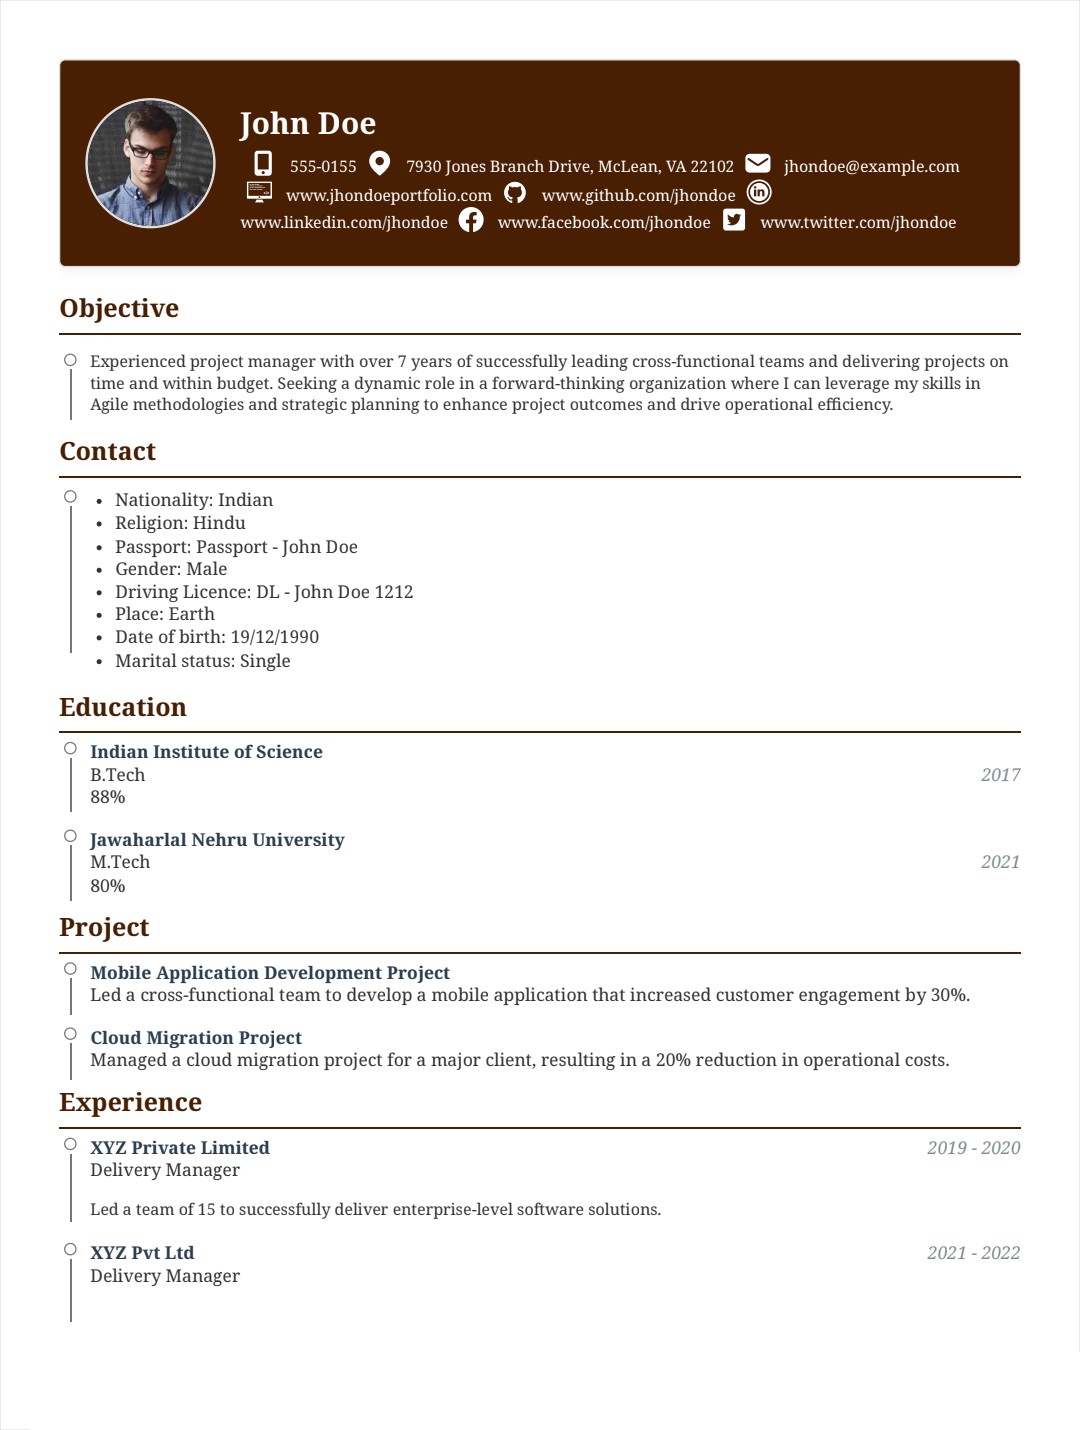 John Doe
555-0155 7930 Jones Branch Drive, McLean, VA 22102 jhondoe@example.com
www.jhondoeportfolio.com www.github.com/jhondoe
www.linkedin.com/jhondoe www.facebook.com/jhondoe www.twitter.com/jhondoe
Objective
Experienced project manager with over 7 years of successfully leading cross-functional teams and delivering projects on
time and within budget. Seeking a dynamic role in a forward-thinking organization where I can leverage my skills in
Agile methodologies and strategic planning to enhance project outcomes and drive operational efficiency.
Contact
• Nationality: Indian
• Religion: Hindu
• Passport: Passport - John Doe
• Gender: Male
• Driving Licence: DL - John Doe 1212
• Place: Earth
• Date of birth: 19/12/1990
• Marital status: Single
Education
Indian Institute of Science
B.Tech 2017
88%
Jawaharlal Nehru University
M.Tech 2021
80%
Project
Mobile Application Development Project
Led a cross-functional team to develop a mobile application that increased customer engagement by 30%.
Cloud Migration Project
Managed a cloud migration project for a major client, resulting in a 20% reduction in operational costs.
Experience
XYZ Private Limited 2019 - 2020
Delivery Manager
Led a team of 15 to successfully deliver enterprise-level software solutions.
XYZ Pvt Ltd 2021 - 2022
Delivery Manager